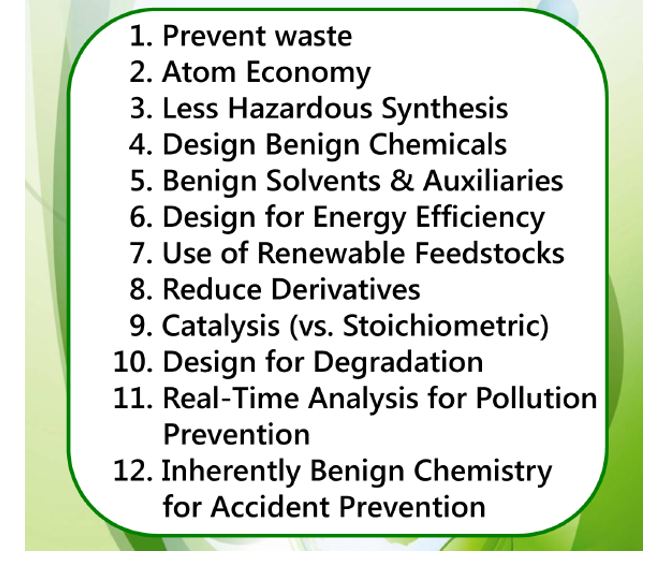 1. Prevent waste
2. Atom Economy
3. Less Hazardous Synthesis
4. Design Benign Chemicals
5. Benign Solvents & Auxiliaries
6. Design for Energy Efficiency
7. Use of Renewable Feedstocks
8. Reduce Derivatives
9. Catalysis (vs. Stoichiometric)
10. Design for Degradation
11. Real-Time Analysis for Pollution
Prevention
12. Inherently Benign Chemistry
for Accident Prevention